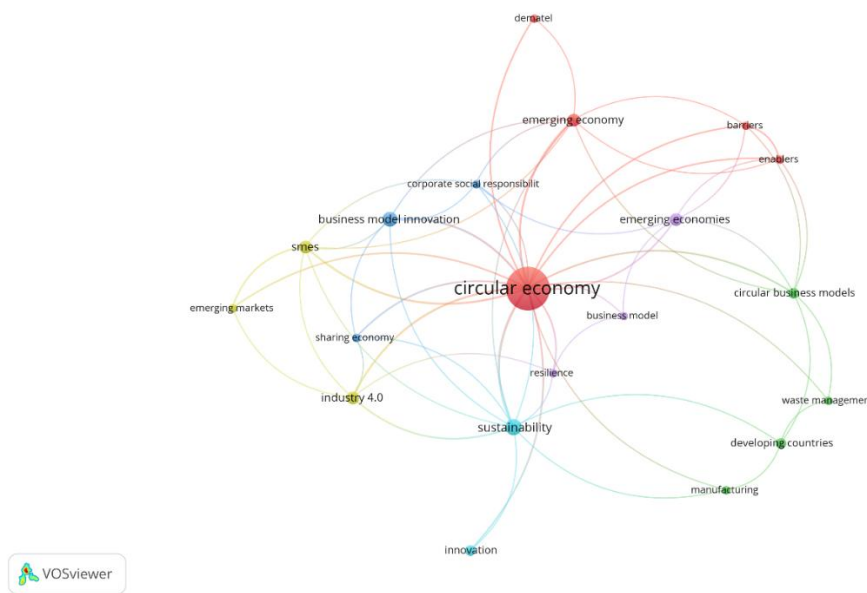 dematel
emerging economy
barriers
enablers
corporate social responsibilit
business model innovation
emerging economies
smes
circular economy
circular business models
emerging markets
business model
sharing economy
resilience
industry 4.0
waste managemen
sustainability
developing countries
manufacturing
innovation
VOSviewer